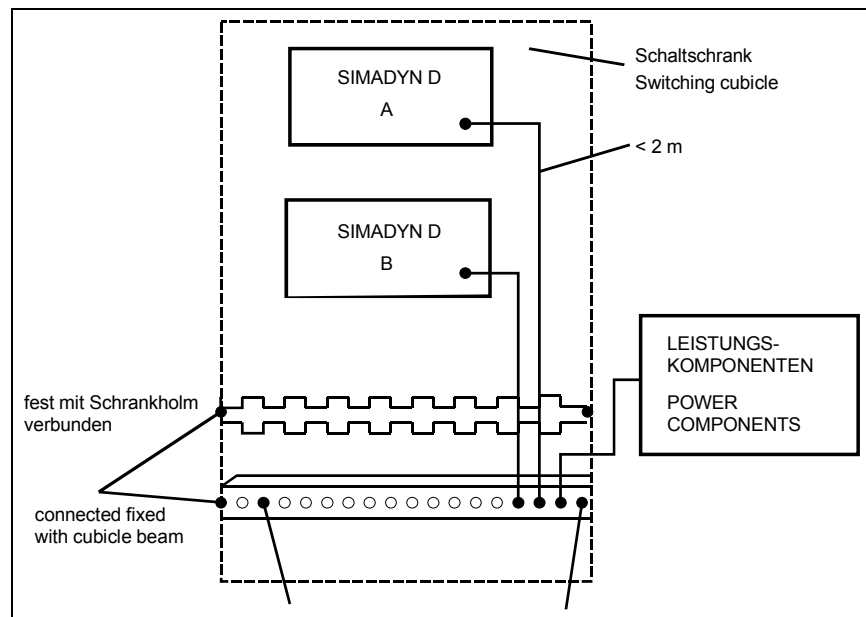 SIMADYN D
A
Schaltschrank
Switching cubicle
< 2 m
SIMADYN D
B
LEISTUNGS-
KOMPONENTEN
POWER
COMPONENTS
fest mit Schrankholm
verbunden
connected fixed
with cubicle beam